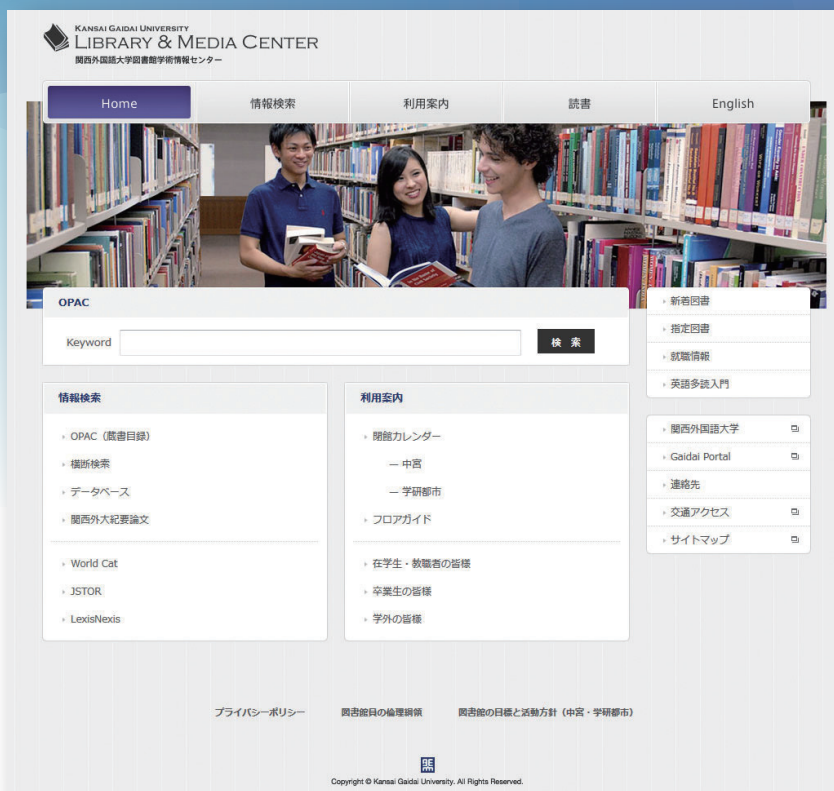 KANSAI GAIDAI UNIVERSITY
LIBRARY & MEDIA CENTER
関西外国語大学図書館学術情報センター
Home
情報検索
利用案内
読書
English
OPAC
Keyword
検 索
情報検索
OPAC（蔵書目録）
横断検索
データベース
関西外大紀要論文
World Cat
JSTOR
LexisNexis
利用案内
開館カレンダー
― 中宮
― 学研都市
フロアガイド
在学生・教職者の皆様
卒業生の皆様
学外の皆様
新着図書
指定図書
就職情報
英語多読入門
関西外国語大学
Gaidai Portal
連絡先
交通アクセス
サイトマップ
プライバシーポリシー
図書館員の倫理綱領
図書館の目標と活動方針（中宮・学研都市）
Copyright © Kansai Gaidai University. All Rights Reserved.